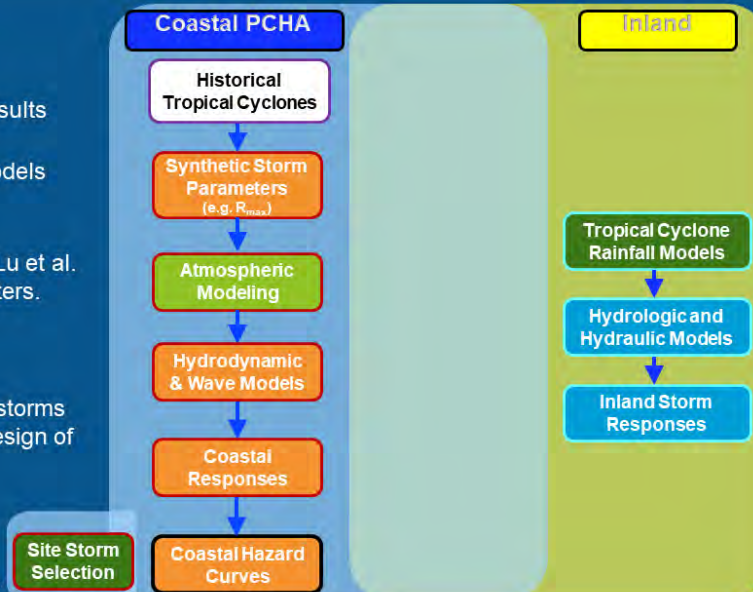 Coastal PCHA
Inland
sults
dels
Lu et al.
ters.
storms
esign of
Historical
Tropical Cyclones
Synthetic Storm
Parameters
(e.g. Rmax)
Atmospheric
Modeling
Hydrodynamic
& Wave Models
Coastal
Responses
Site Storm
Selection
Coastal Hazard
Curves
Tropical Cyclone
Rainfall Models
Hydrologic and
Hydraulic Models
Inland Storm
Responses